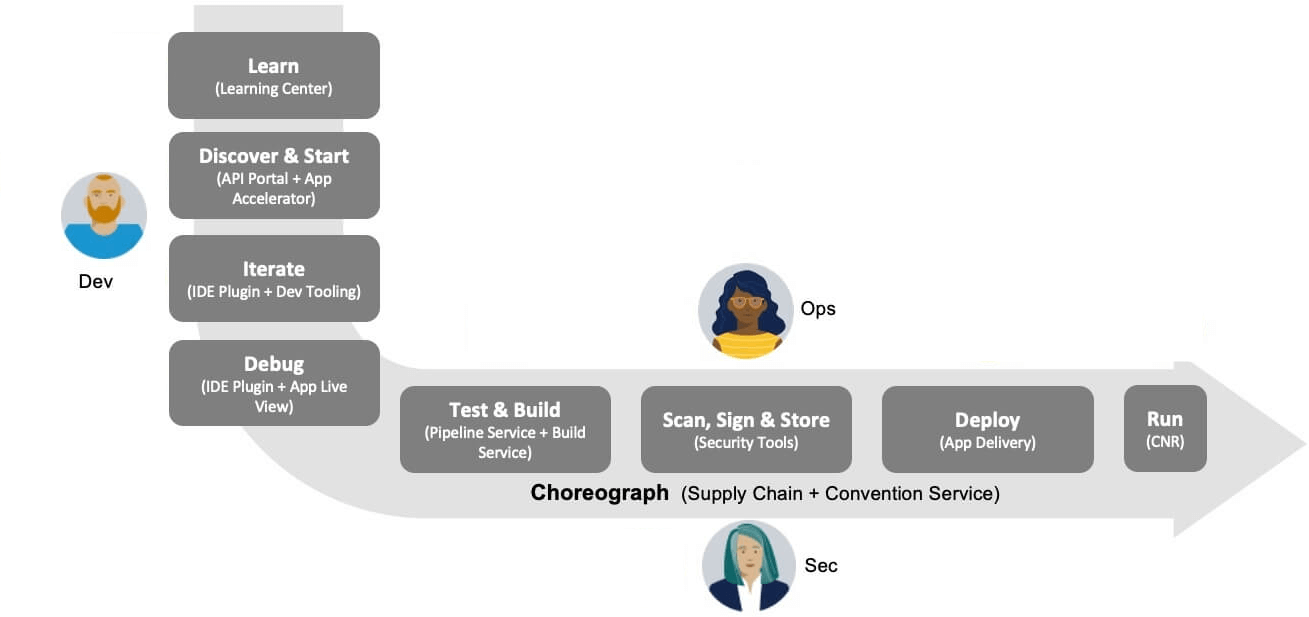 Learn
(Learning Center)
Discover & Start
(API Portal + App
Accelerator)
Dev
Iterate
(IDE Plugin + Dev Tooling)
Debug
(IDE Plugin + App Live
View)
Ops
Test & Build
(Pipeline Service + Build
Service)
Scan, Sign & Store
(Security Tools)
Deploy
(App Delivery)
Run
(CNR)
Choreograph (Supply Chain + Convention Service)
Sec